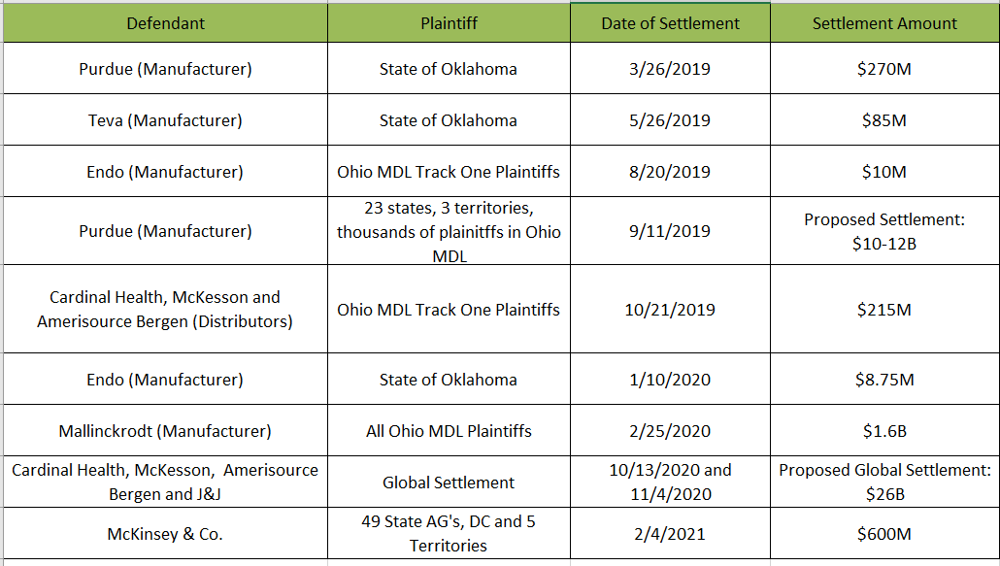 Defendant Plaintiff Date of Settlement Settlement Amount
Purdue (Manufacturer) State of Oklahoma 3/26/2019 $270M
Teva (Manufacturer) State of Oklahoma 5/26/2019 $85M
Endo (Manufacturer) Ohio MDL Track One Plaintiffs 8/20/2019 $10M
Purdue (Manufacturer)
23 states, 3 territories,
thousands of plainitffs in Ohio
MDL
9/11/2019
Proposed Settlement:
$10-12B
Cardinal Health, McKesson and
Amerisource Bergen (Distributors)
Ohio MDL Track One Plaintiffs
10/21/2019
$215M
Endo (Manufacturer) State of Oklahoma 1/10/2020 $8.75M
Mallinckrodt (Manufacturer) All Ohio MDL Plaintiffs 2/25/2020 $1.6B
Cardinal Health, McKesson,  Amerisource
Bergen and J&J
Global Settlement
10/13/2020 and
11/4/2020
Proposed Global Settlement:
$26B
McKinsey & Co.
49 State AG's, DC and 5
Territories
2/4/2021
$600M